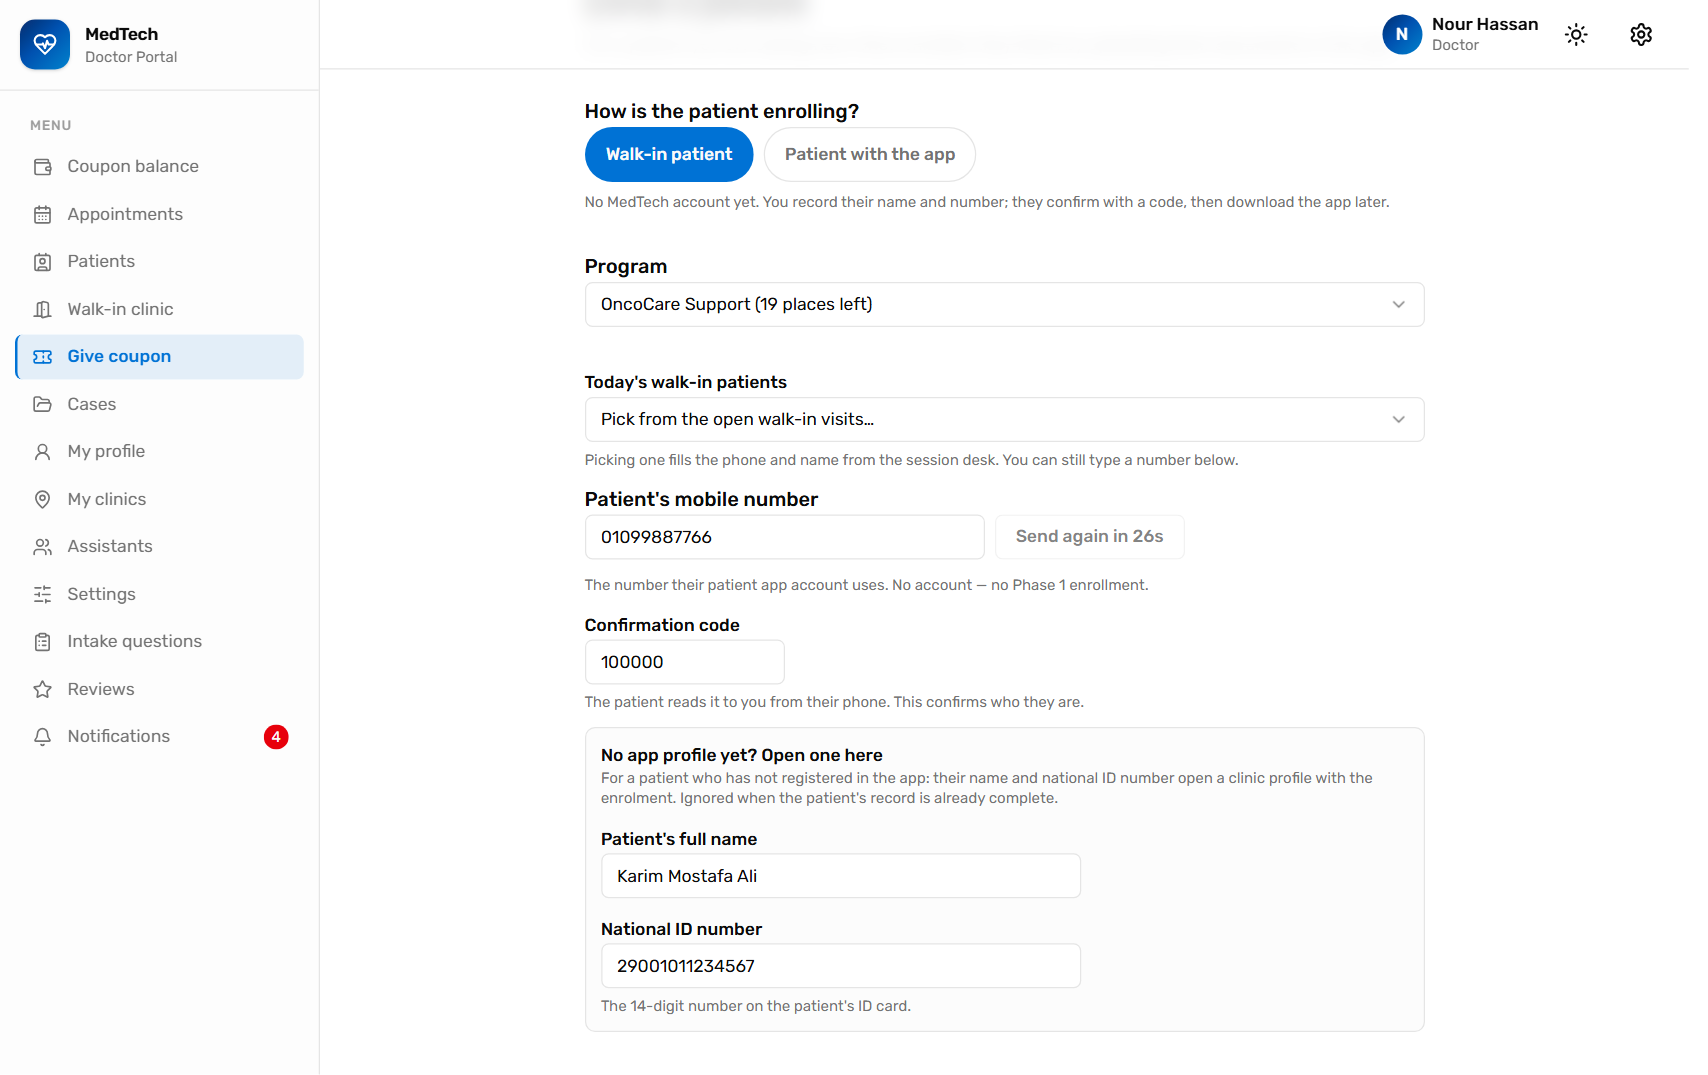 MedTech
Doctor Portal
MENU
Coupon balance
Appointments
Patients
Walk-in clinic
Give coupon
Cases
My profile
My clinics
Assistants
Settings
Intake questions
Reviews
Notifications
4
N
Nour Hassan
Doctor
How is the patient enrolling?
Walk-in patient
Patient with the app
No MedTech account yet. You record their name and number; they confirm with a code, then download the app later.
Program
OncoCare Support (19 places left)
Today's walk-in patients
Pick from the open walk-in visits…
Picking one fills the phone and name from the session desk. You can still type a number below.
Patient's mobile number
01099887766
Send again in 26s
The number their patient app account uses. No account — no Phase 1 enrollment.
Confirmation code
100000
The patient reads it to you from their phone. This confirms who they are.
No app profile yet? Open one here
For a patient who has not registered in the app: their name and national ID number open a clinic profile with the
enrolment. Ignored when the patient's record is already complete.
Patient's full name
Karim Mostafa Ali
National ID number
29001011234567
The 14-digit number on the patient's ID card.